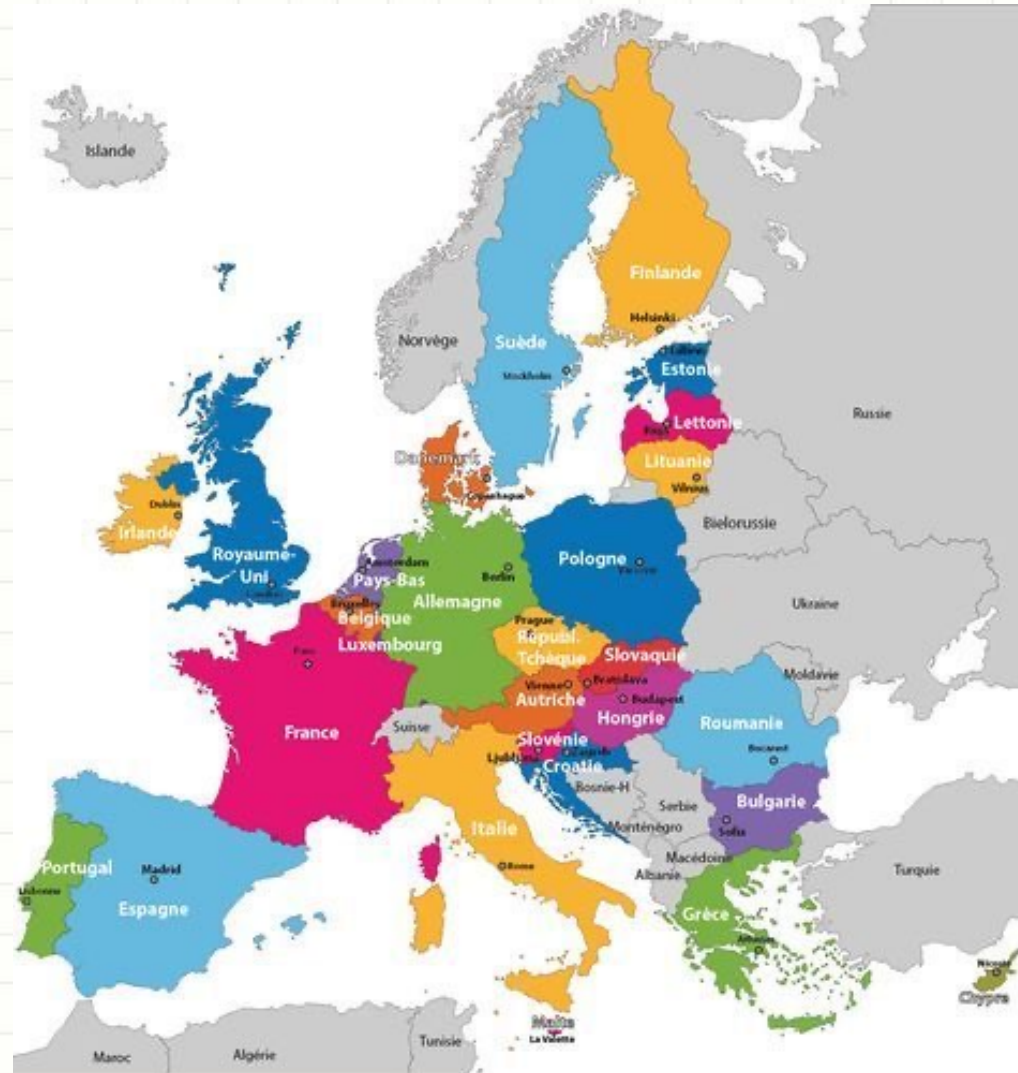 Islande
Finlande
Helsinki
Norvège
Suède
Stockholm
Tallinn
Estonie
Russie
Lettonie
Riga
Danemark
Lituanie
Vilnius
Copenhague
Dublin
Irlande
Bielorussie
Royaume-
Uni
Londres
Amsterdam
Pays-Bas
Berlin
Pologne
Varsovie
Allemagne
Ukraine
Bruxelles
Belgique
Prague
Républ.
Tchèque
Luxembourg
Paris
Slovaquie
Moldavie
Vienne
Bratislava
Autriche
Budapest
Hongrie
Suisse
France
Roumanie
Slovénie
Bucarest
Ljubljana
Zagreb
Croatie
Bosnie-H
Serbie
Bulgarie
Italie
Monténégro
Sofia
Macédoine
Portugal
Madrid
Rome
Albanie
Turquie
Lisbonne
Espagne
Grèce
Athènes
Nicosie
Chypre
Malte
La Valette
Maroc
Algérie
Tunisie